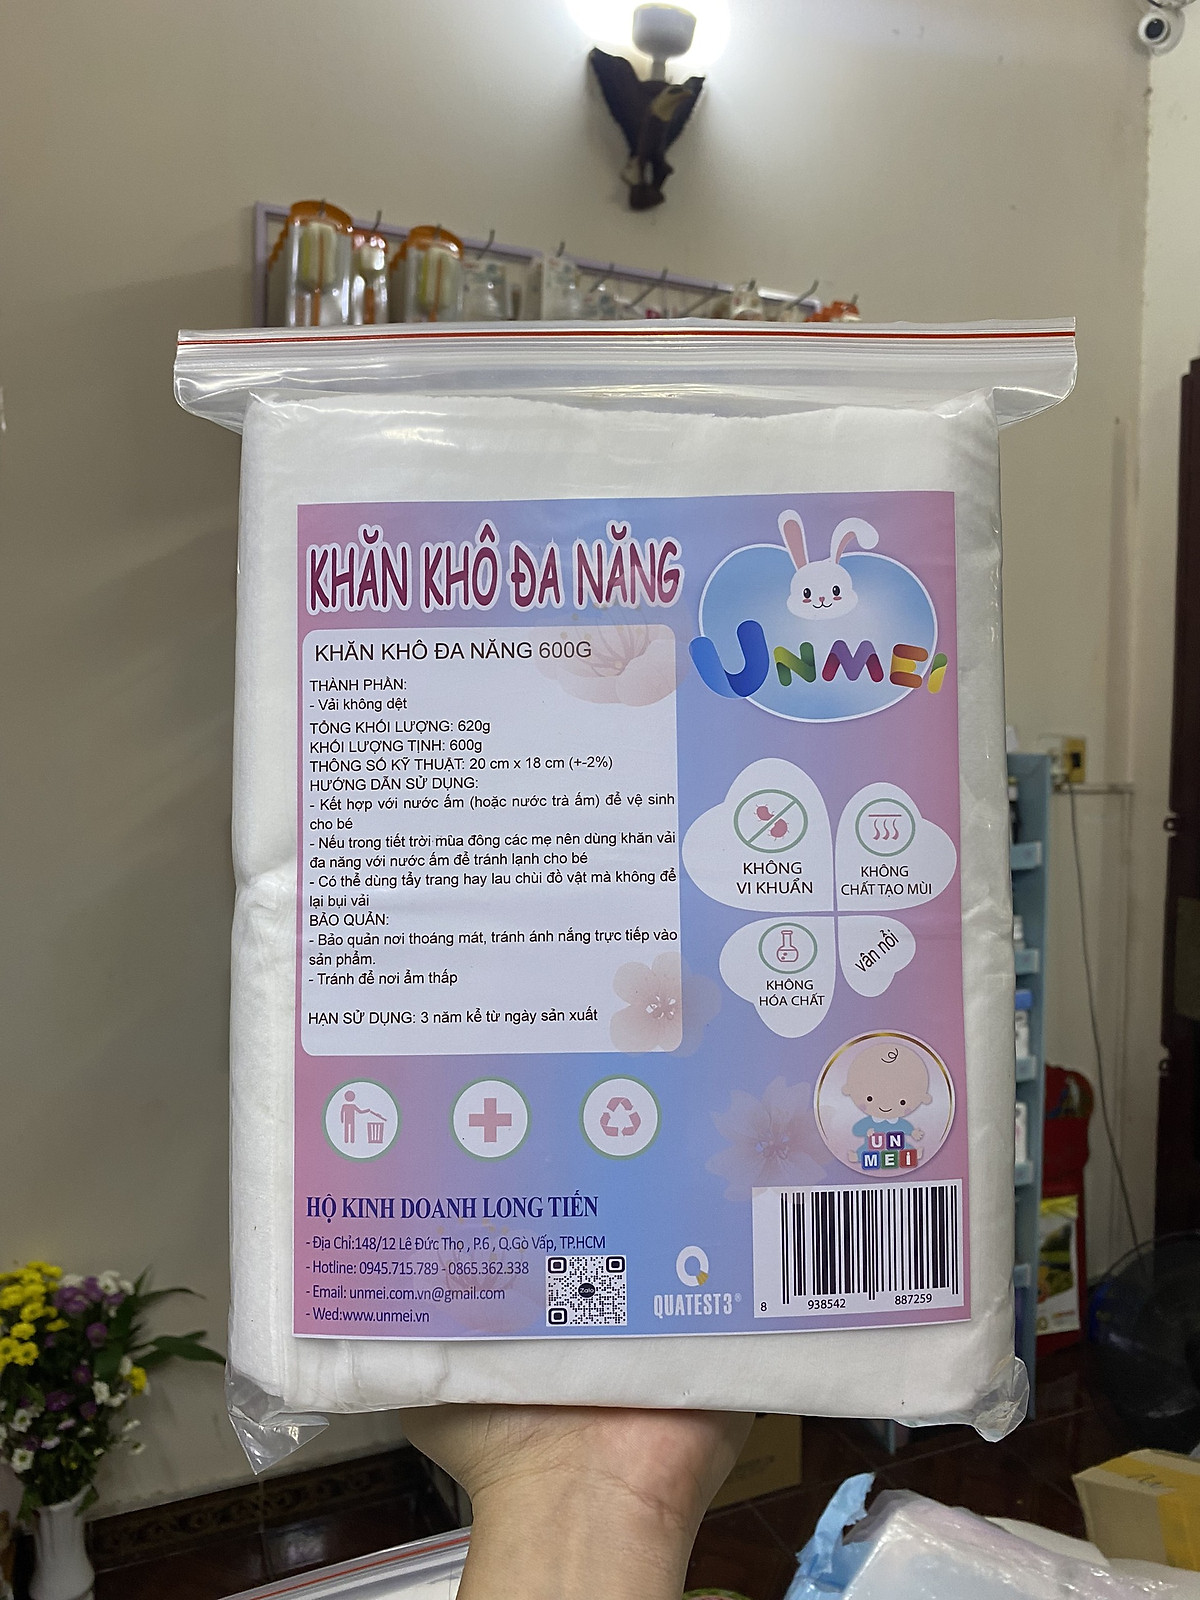 KHĂN KHÔ ĐA NĂNG
UNMEI
KHĂN KHÔ ĐA NĂNG 600G
THÀNH PHẦN:
- Vải không dệt
TỔNG KHỐI LƯỢNG: 620g
KHỐI LƯỢNG TỊNH: 600g
THÔNG SỐ KỸ THUẬT: 20 cm x 18 cm (+-2%)
HƯỚNG DẪN SỬ DỤNG:
- Kết hợp với nước ấm (hoặc nước trà ấm) để vệ sinh
cho bé
- Nếu trong tiết trời mùa đông các mẹ nên dùng khăn vải
đa năng với nước ấm để tránh lạnh cho bé
- Có thể dùng tẩy trang hay lau chùi đồ vật mà không để
lại bụi vải
BẢO QUẢN:
- Bảo quản nơi thoáng mát, tránh ánh nắng trực tiếp vào
sản phẩm.
- Tránh để nơi ẩm thấp
HẠN SỬ DỤNG: 3 năm kể từ ngày sản xuất
KHÔNG
VI KHUẨN
KHÔNG
CHẤT TẠO MÙI
KHÔNG
HÓA CHẤT
vân nổi
UN
MEI
HỘ KINH DOANH LONG TIẾN
- Địa Chỉ:148/12 Lê Đức Thọ , P.6 , Q.Gò Vấp, TP.HCM
- Hotline: 0945.715.789 - 0865.362.338
- Email: unmei.com.vn@gmail.com
- Wed:www.unmei.vn
Zalo
QUATEST3®
8 938542 887259